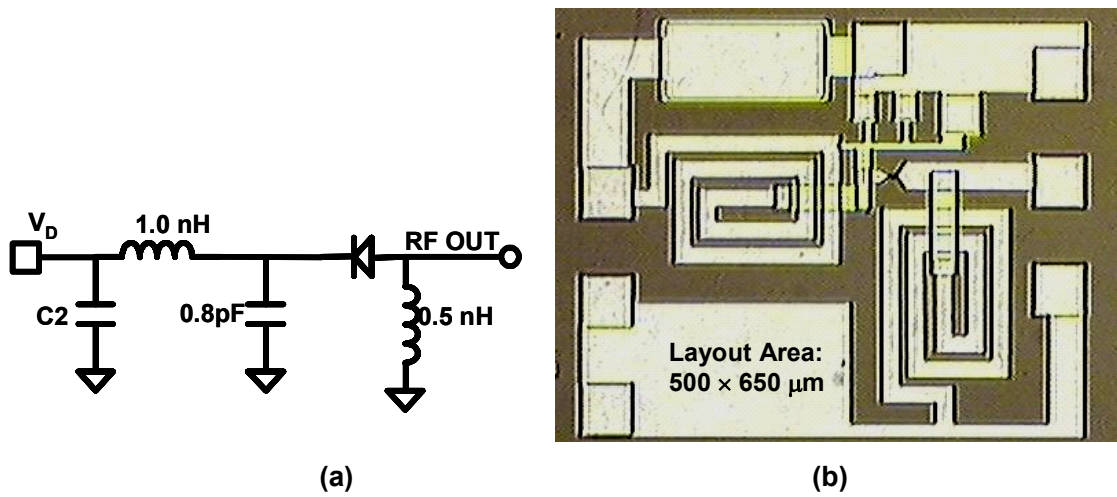 V_D
1.0 nH
RF OUT
C2
0.8pF
0.5 nH
Layout Area:
500 × 650 μm
(a)
(b)